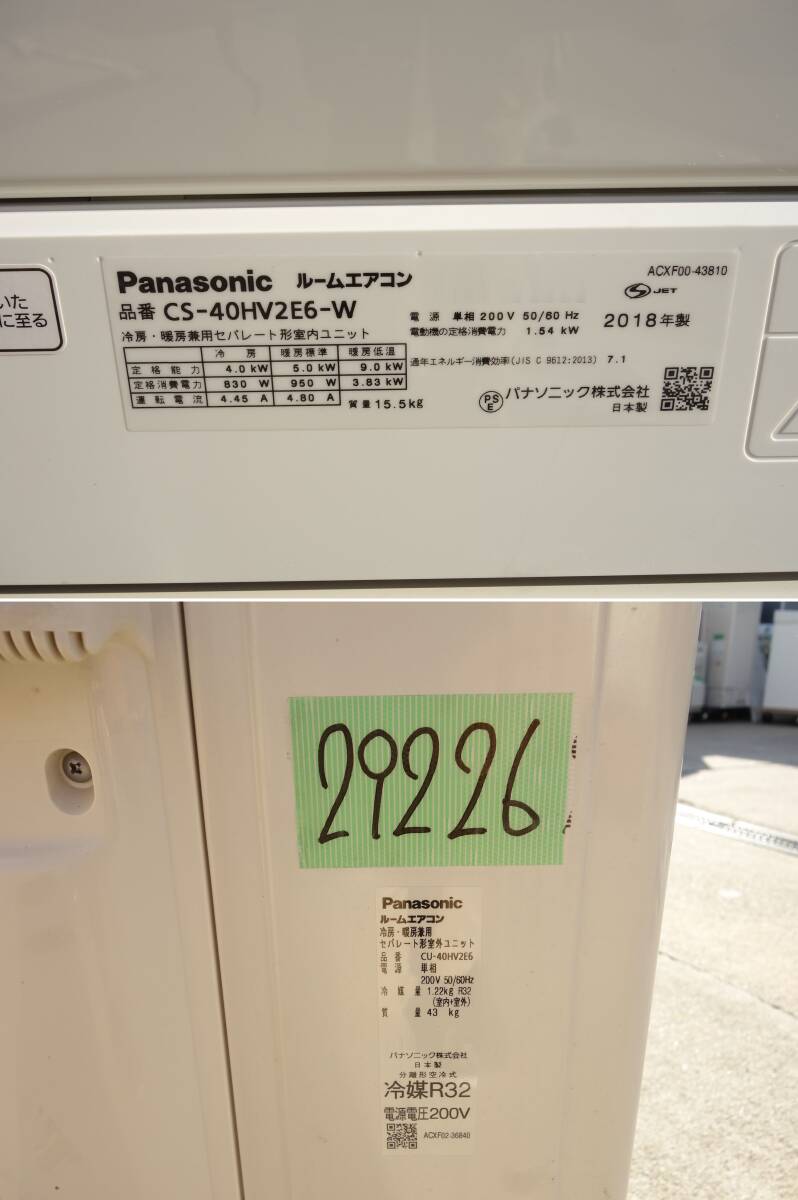 いた
に至る
Panasonic ルームエアコン
ACXF00-43810
品番 CS-40HV2E6-W
JET
冷房・暖房兼用セパレート形室内ユニット
電源 単相 200V 50/60 Hz
電動機の定格消費電力 1.54 kW
2018年製
冷房 暖房標準 暖房低温
定格能力 4.0 kW 5.0 kW 9.0 kW
定格消費電力 830 W 950 W 3.83 kW
運転電流 4.45 A 4.80 A
質量 15.5kg
通年エネルギー消費効率(JIS C 9612:2013) 7.1
PSE パナソニック株式会社
日本製
29226
Panasonic
ルームエアコン
冷房・暖房兼用
セパレート形室外ユニット
品番 CU-40HV2E6
電源 単相
200V 50/60Hz
冷媒量 1.22kg R32
(室内+室外)
質量 43 kg
パナソニック株式会社
日本製
分離形空冷式
冷媒R32
電源電圧200V
ACXF02-36840